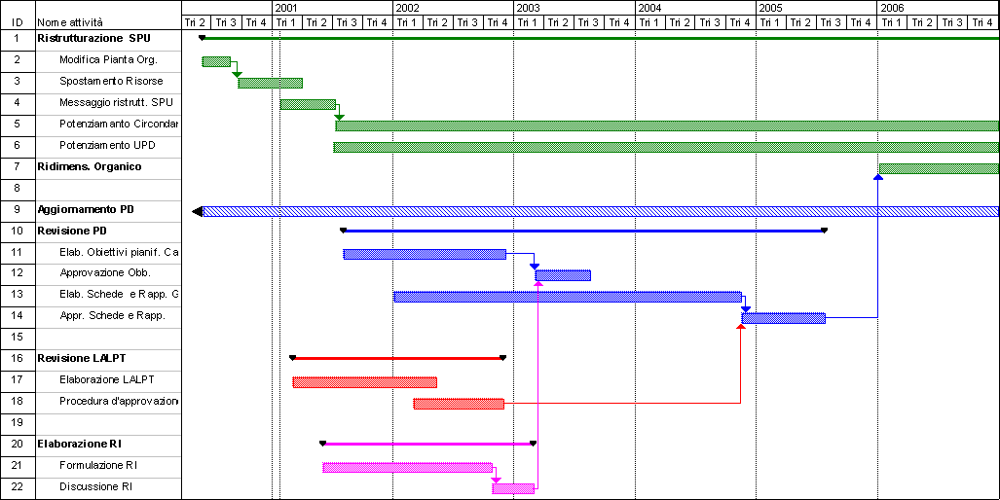 2001 2002 2003 2004 2005 2006
ID Nome attività Tri 2 Tri 3 Tri 4 Tri 1 Tri 2 Tri 3 Tri 4 Tri 1 Tri 2 Tri 3 Tri 4 Tri 1 Tri 2 Tri 3 Tri 4 Tri 1 Tri 2 Tri 3 Tri 4 Tri 1 Tri 2 Tri 3 Tri 4 Tri 1 Tri 2 Tri 3 Tri 4
1 Ristrutturazione SPU
2 Modifica Pianta Org.
3 Spostamento Risorse
4 Messaggio ristrutt. SPU
5 Potenziamanto Circondar
6 Potenziamento UPD
7 Ridimens. Organico
8
9 Aggiornamento PD
10 Revisione PD
11 Elab. Obiettivi pianif. Ca
12 Approvazione Obb.
13 Elab. Schede e Rapp. G
14 Appr. Schede e Rapp.
15
16 Revisione LALPT
17 Elaborazione LALPT
18 Procedura d'approvazion
19
20 Elaborazione RI
21 Formulazione RI
22 Discussione RI